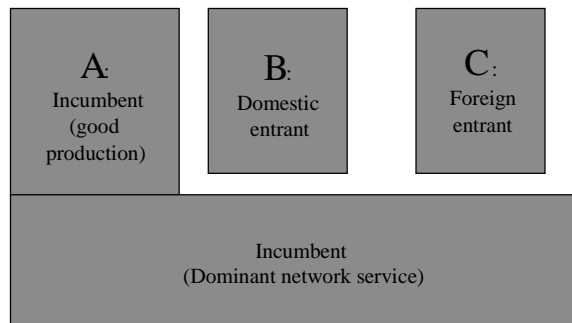 A:
Incumbent
(good
production)
B:
Domestic
entrant
C:
Foreign
entrant
Incumbent
(Dominant network service)